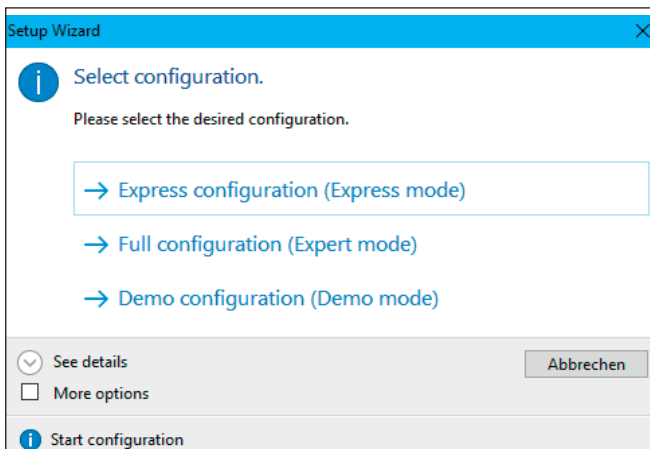 Setup Wizard
Select configuration.
Please select the desired configuration.
Express configuration (Express mode)
Full configuration (Expert mode)
Demo configuration (Demo mode)
See details
Abbrechen
More options
Start configuration